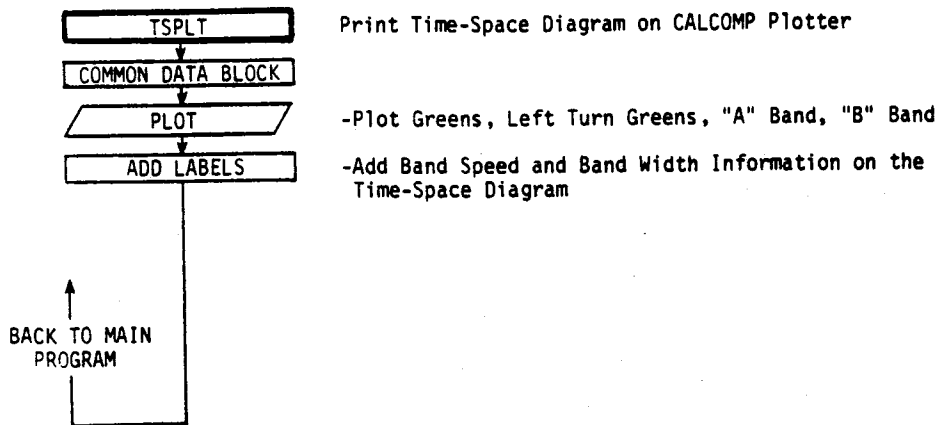 TSPLT
Print Time-Space Diagram on CALCOMP Plotter
COMMON DATA BLOCK
PLOT
-Plot Greens, Left Turn Greens, "A" Band, "B" Band
ADD LABELS
-Add Band Speed and Band Width Information on the
Time-Space Diagram
BACK TO MAIN
PROGRAM